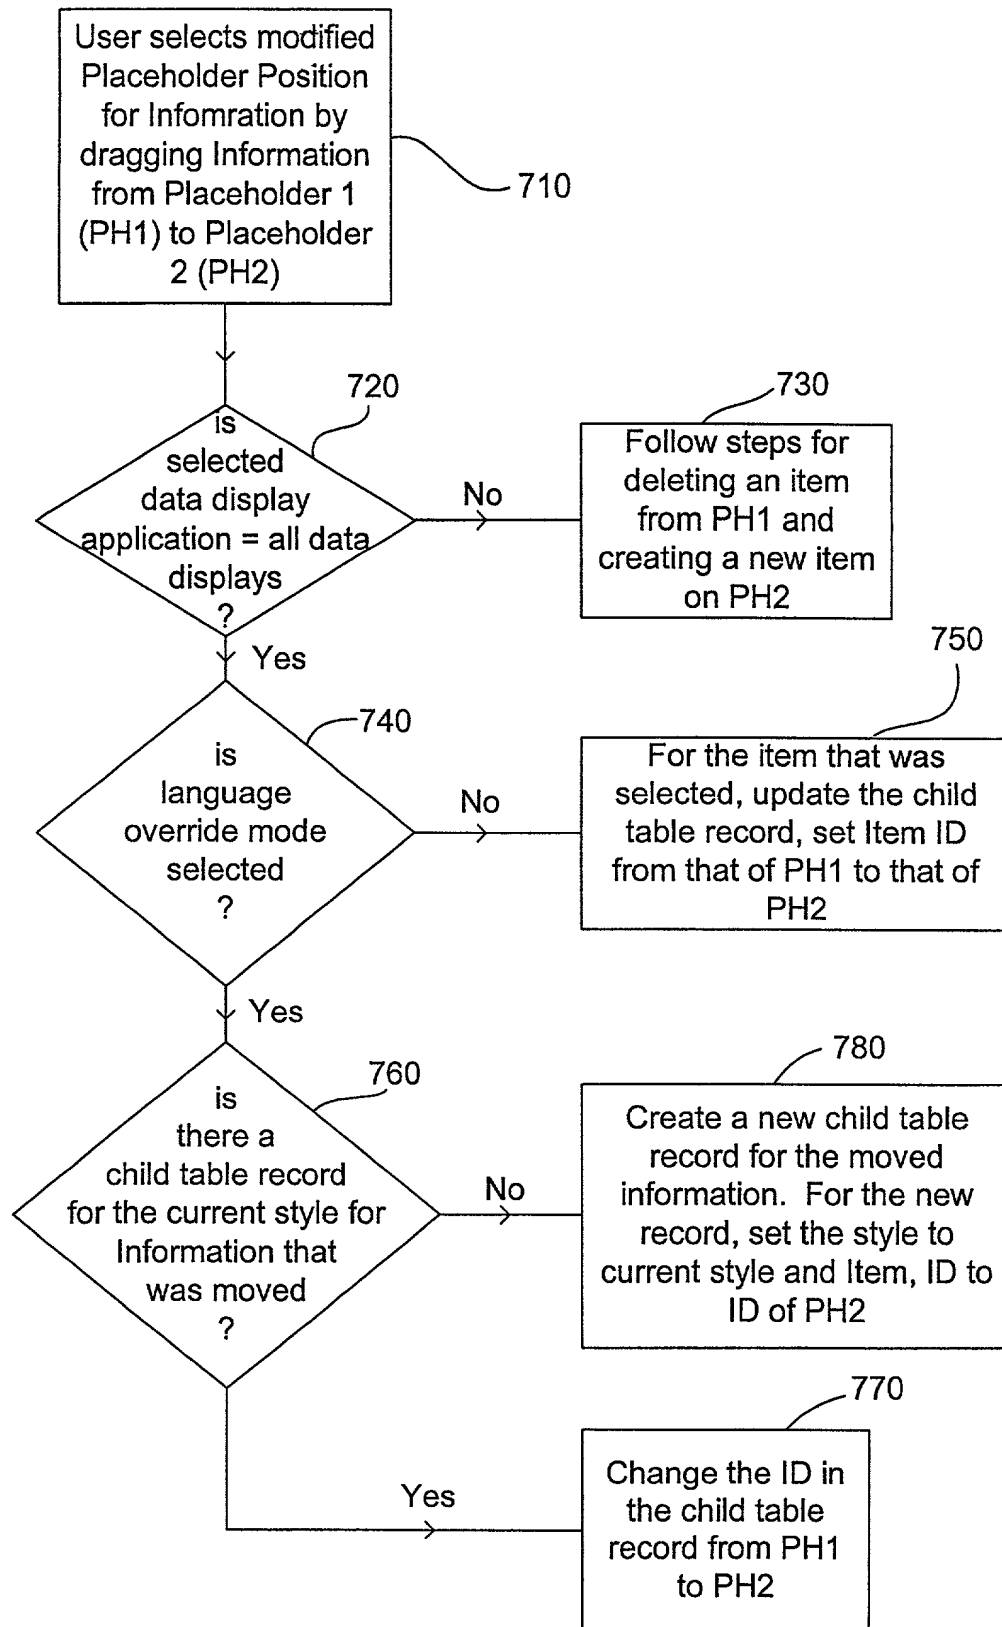 User selects modified
Placeholder Position
for Infomration by
dragging Information
from Placeholder 1
(PH1) to Placeholder
2 (PH2)
710
720
is
selected
data display
application = all data
displays
?
No
730
Follow steps for
deleting an item
from PH1 and
creating a new item
on PH2
Yes
740
is
language
override mode
selected
?
No
750
For the item that was
selected, update the child
table record, set Item ID
from that of PH1 to that of
PH2
Yes
760
is
there a
child table record
for the current style for
Information that
was moved
?
No
780
Create a new child table
record for the moved
information. For the new
record, set the style to
current style and Item, ID to
ID of PH2
Yes
770
Change the ID in
the child table
record from PH1
to PH2